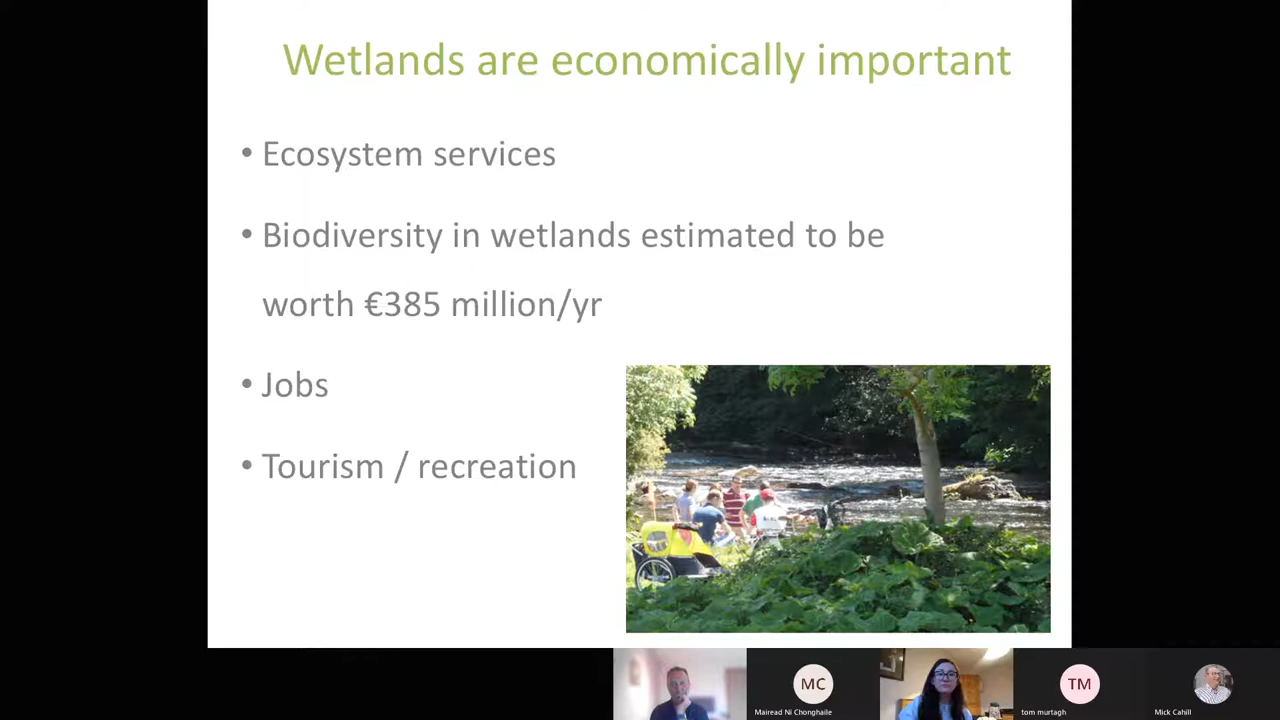 Wetlands are economically important
• Ecosystem services
• Biodiversity in wetlands estimated to be
worth €385 million/yr
• Jobs
• Tourism / recreation
MC
TM
Mairead Ni Chonghaile
tom murtagh
Mick Cahill